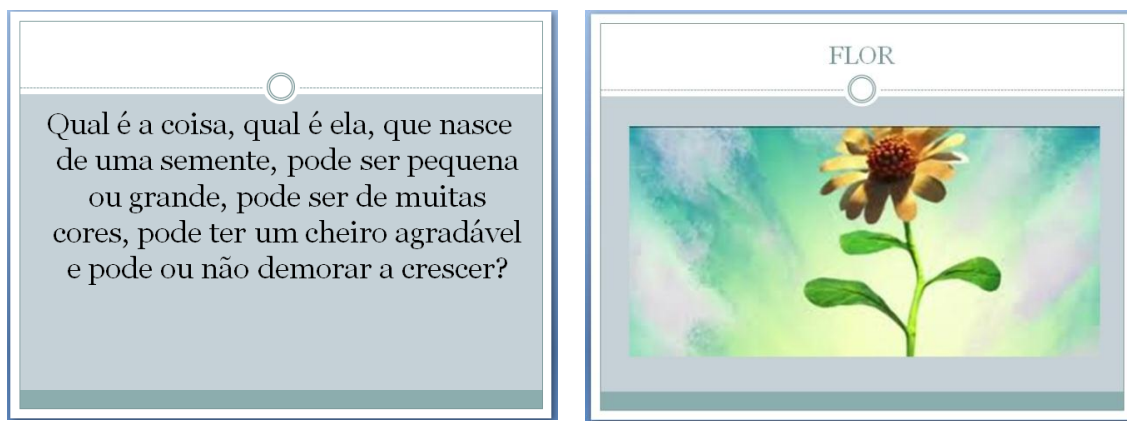 Qual é a coisa, qual é ela, que nasce
de uma semente, pode ser pequena
ou grande, pode ser de muitas
cores, pode ter um cheiro agradável
e pode ou não demorar a crescer?
FLOR